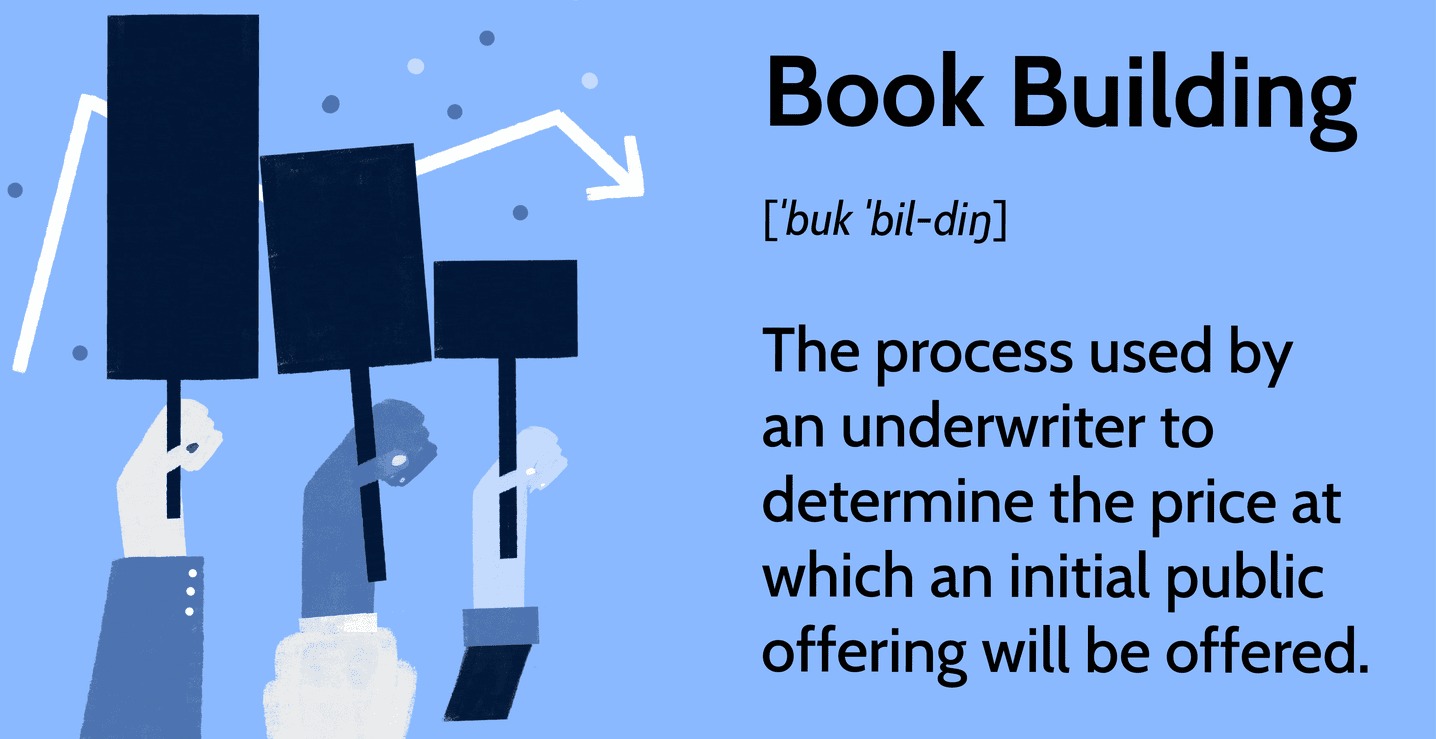 Book Building
[ˈbuk ˈbil-diŋ]
The process used by
an underwriter to
determine the price at
which an initial public
offering will be offered.